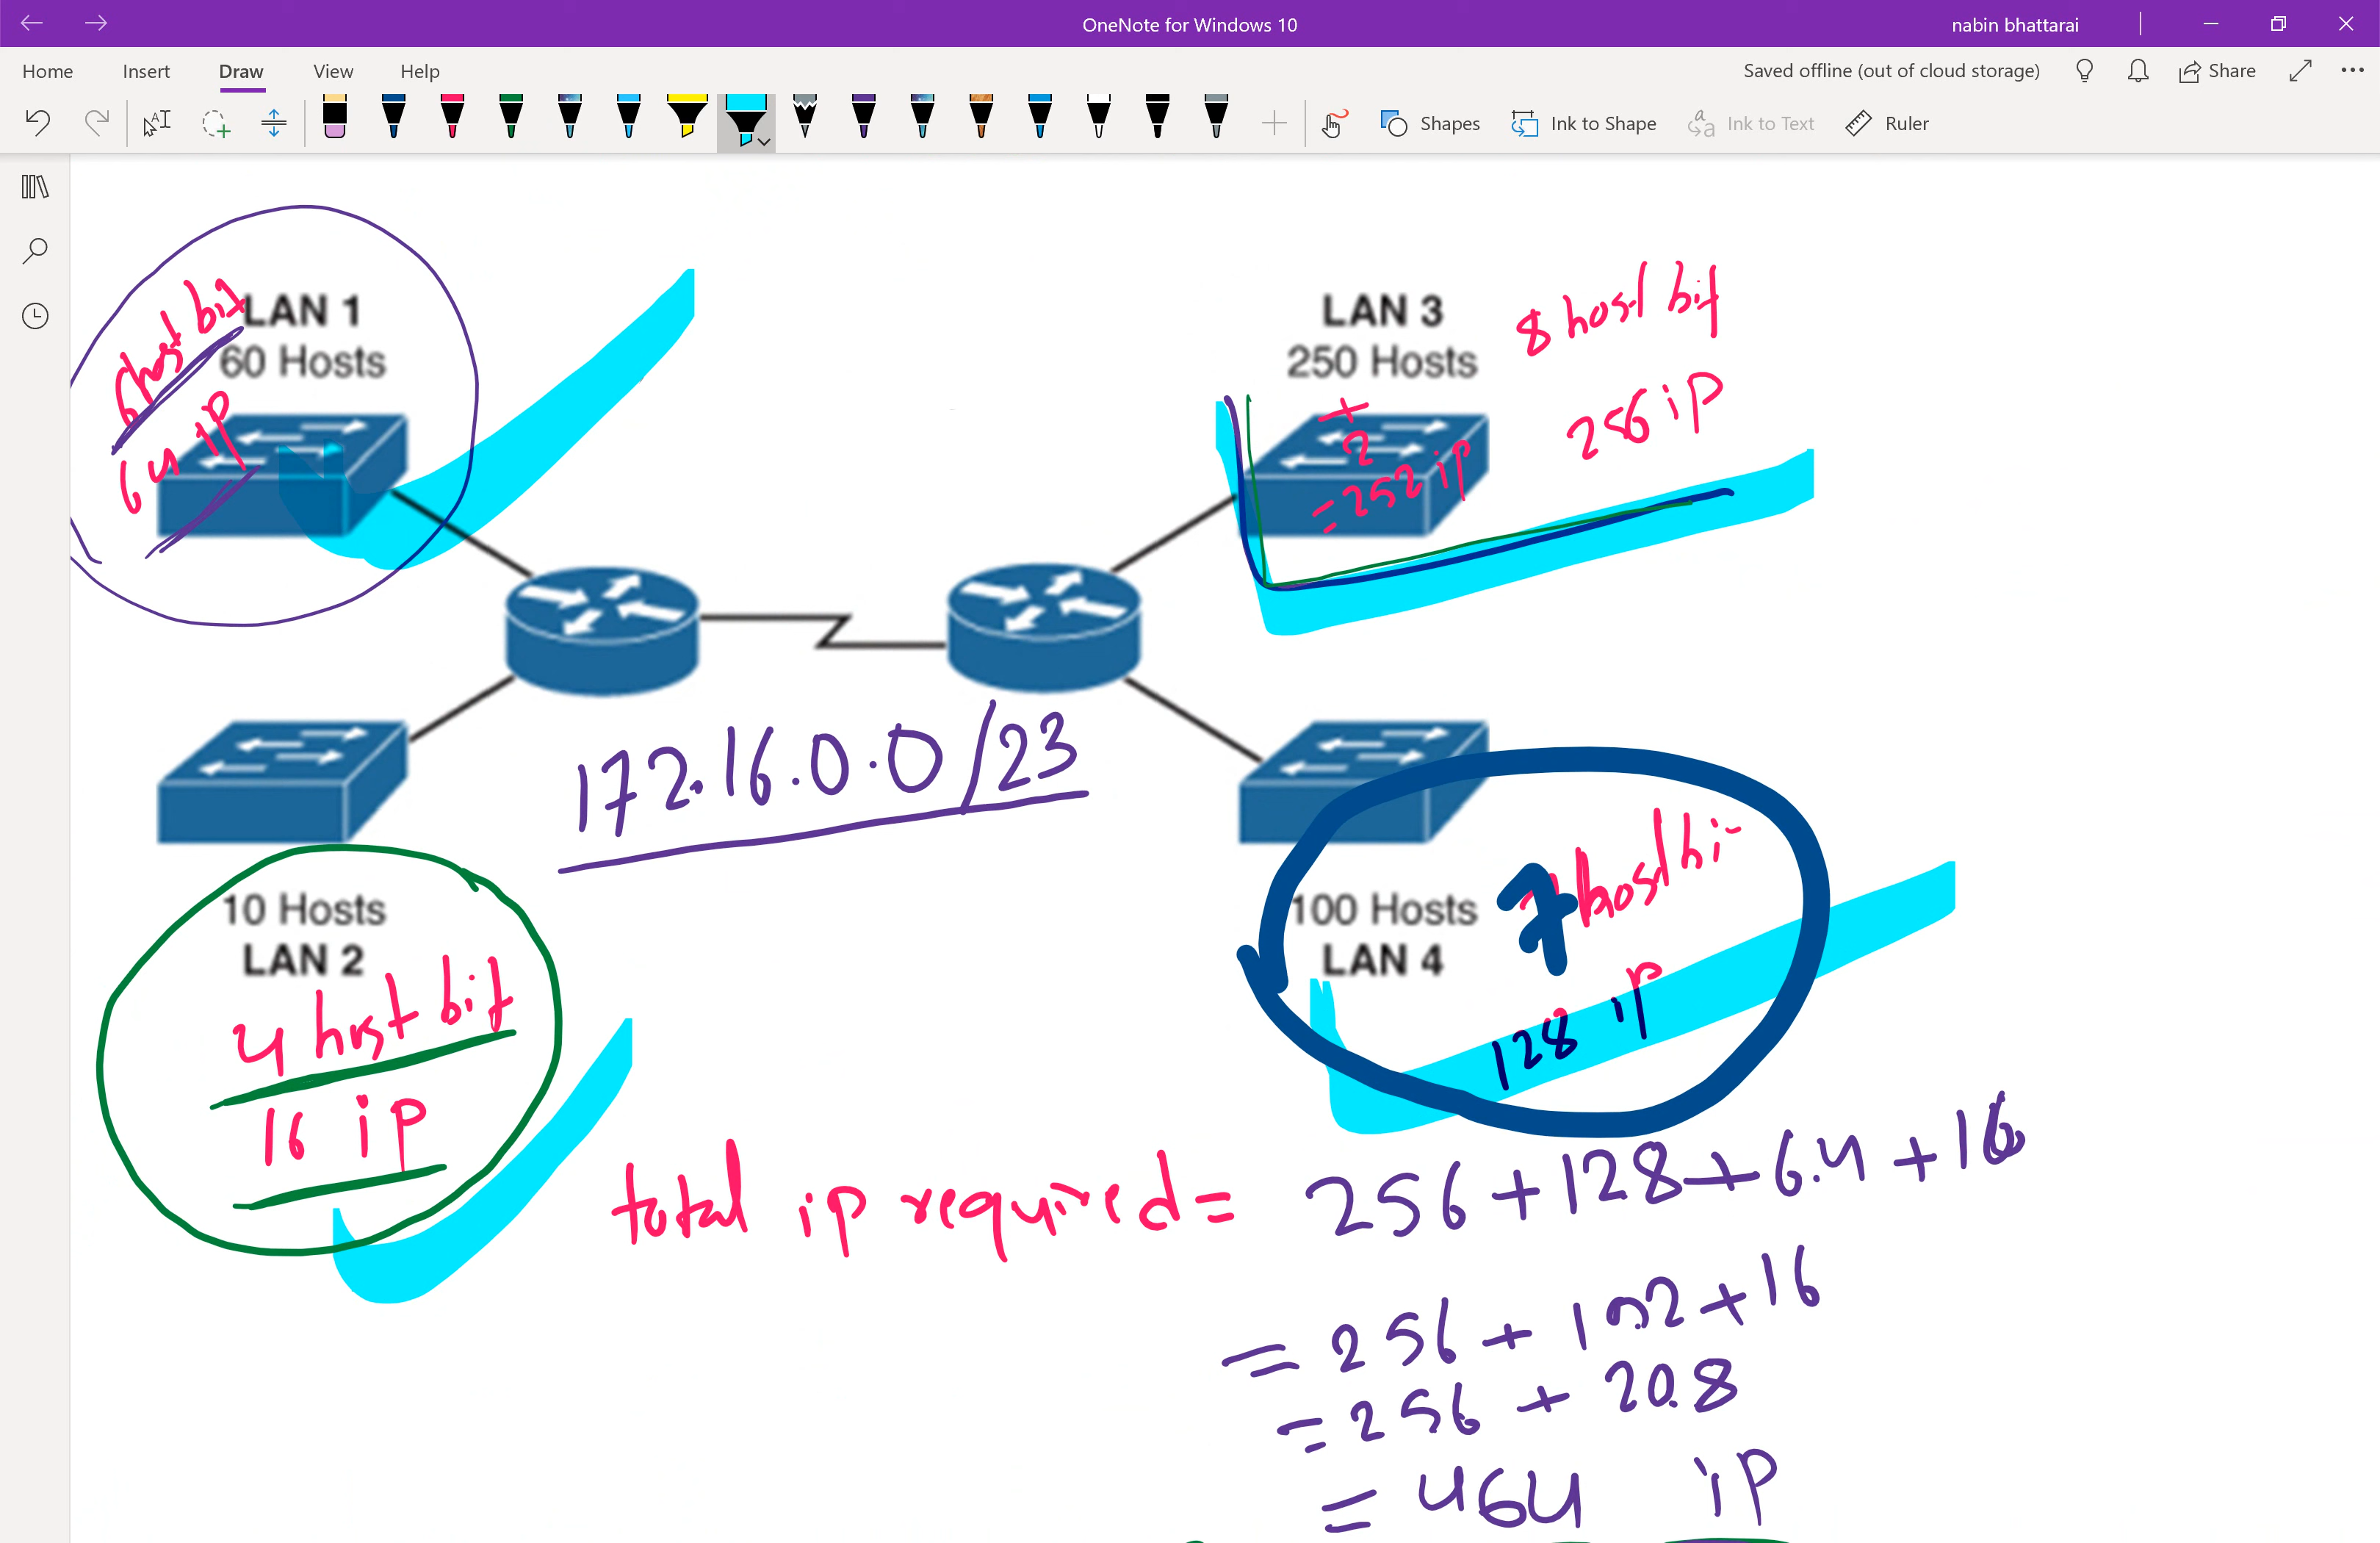 OneNote for Windows 10
nabin bhattarai
Home Insert Draw View Help
Saved offline (out of cloud storage) Share
Shapes Ink to Shape Ink to Text Ruler
LAN 1
60 Hosts
6 host bit
64 IP
LAN 3
250 Hosts
+
2
= 252 ip
8 host bit
256 ip
172.16.0.0/23
10 Hosts
LAN 2
4 host bit
16 ip
100 Hosts
LAN 4
7 host bi
128 ip
total ip required = 256+128+64+16
= 256 + 192 + 16
= 256 + 208
= 464 ip